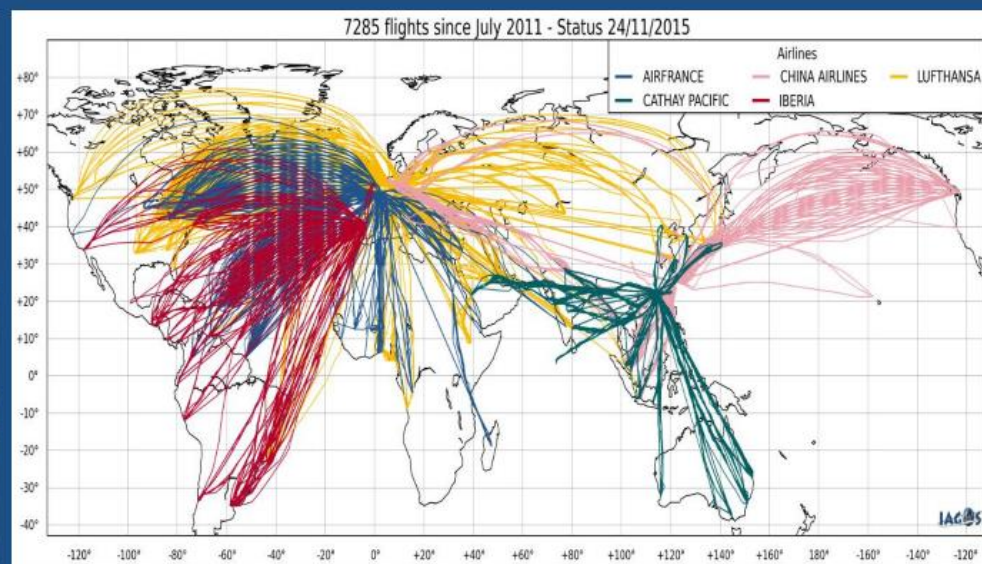 7285 flights since July 2011 - Status 24/11/2015
Airlines
AIRFRANCE
CHINA AIRLINES
LUFTHANSA
CATHAY PACIFIC
IBERIA
+80°
+70°
+60°
+50°
+40°
+30°
+20°
+10°
0°
-10°
-20°
-30°
-40°
IAGOS
-120° -100° -80° -60° -40° -20° 0° +20° +40° +60° +80° +100° +120° +140° +160° 180° -160° -140° -120°